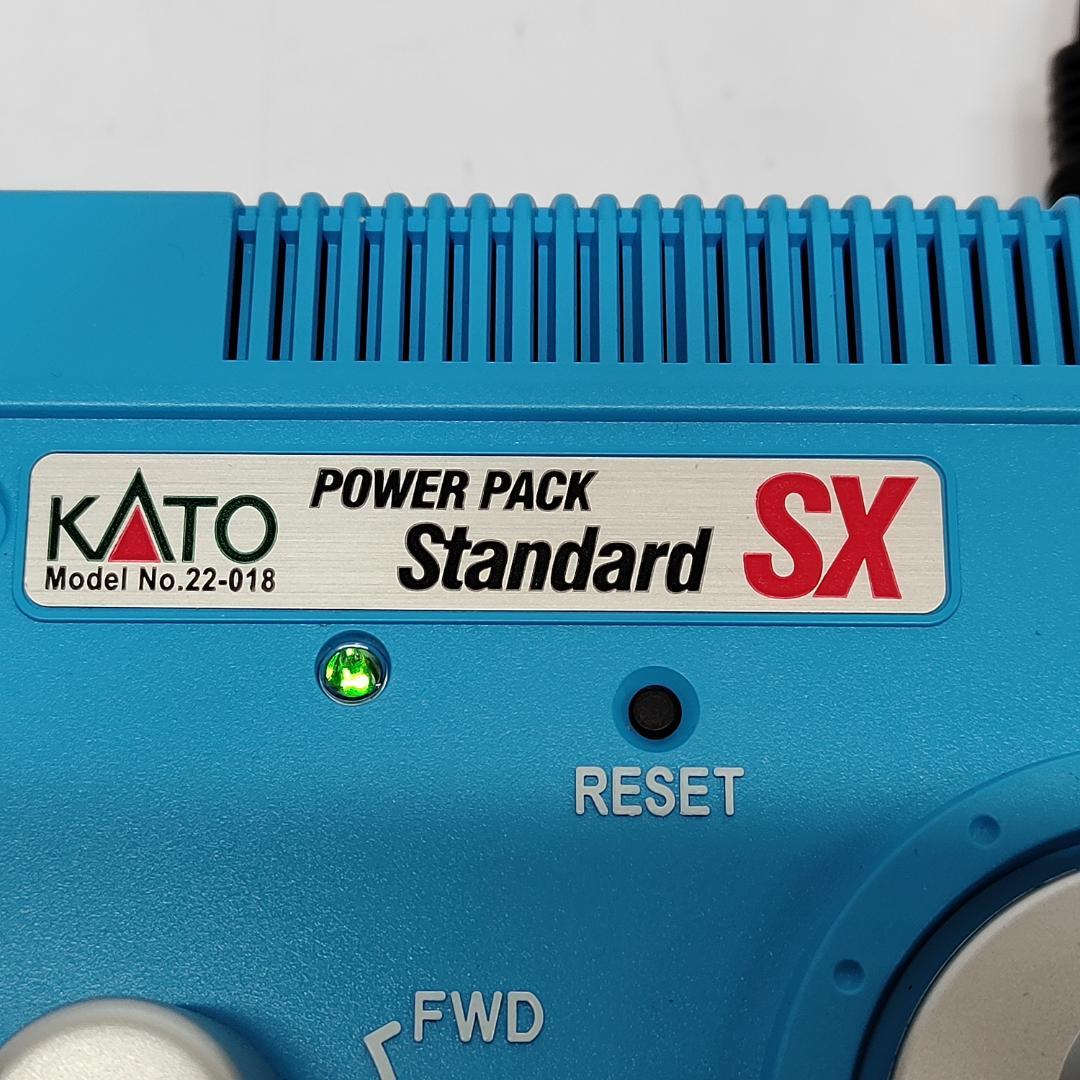 KATO
Model No.22-018
POWER PACK
Standard SX
RESET
FWD